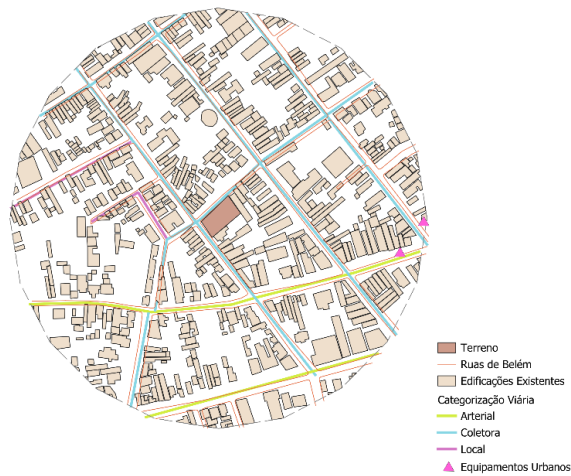 Terreno
Ruas de Belém
Edificações Existentes
Categorização Viária
Arterial
Coletora
Local
Equipamentos Urbanos